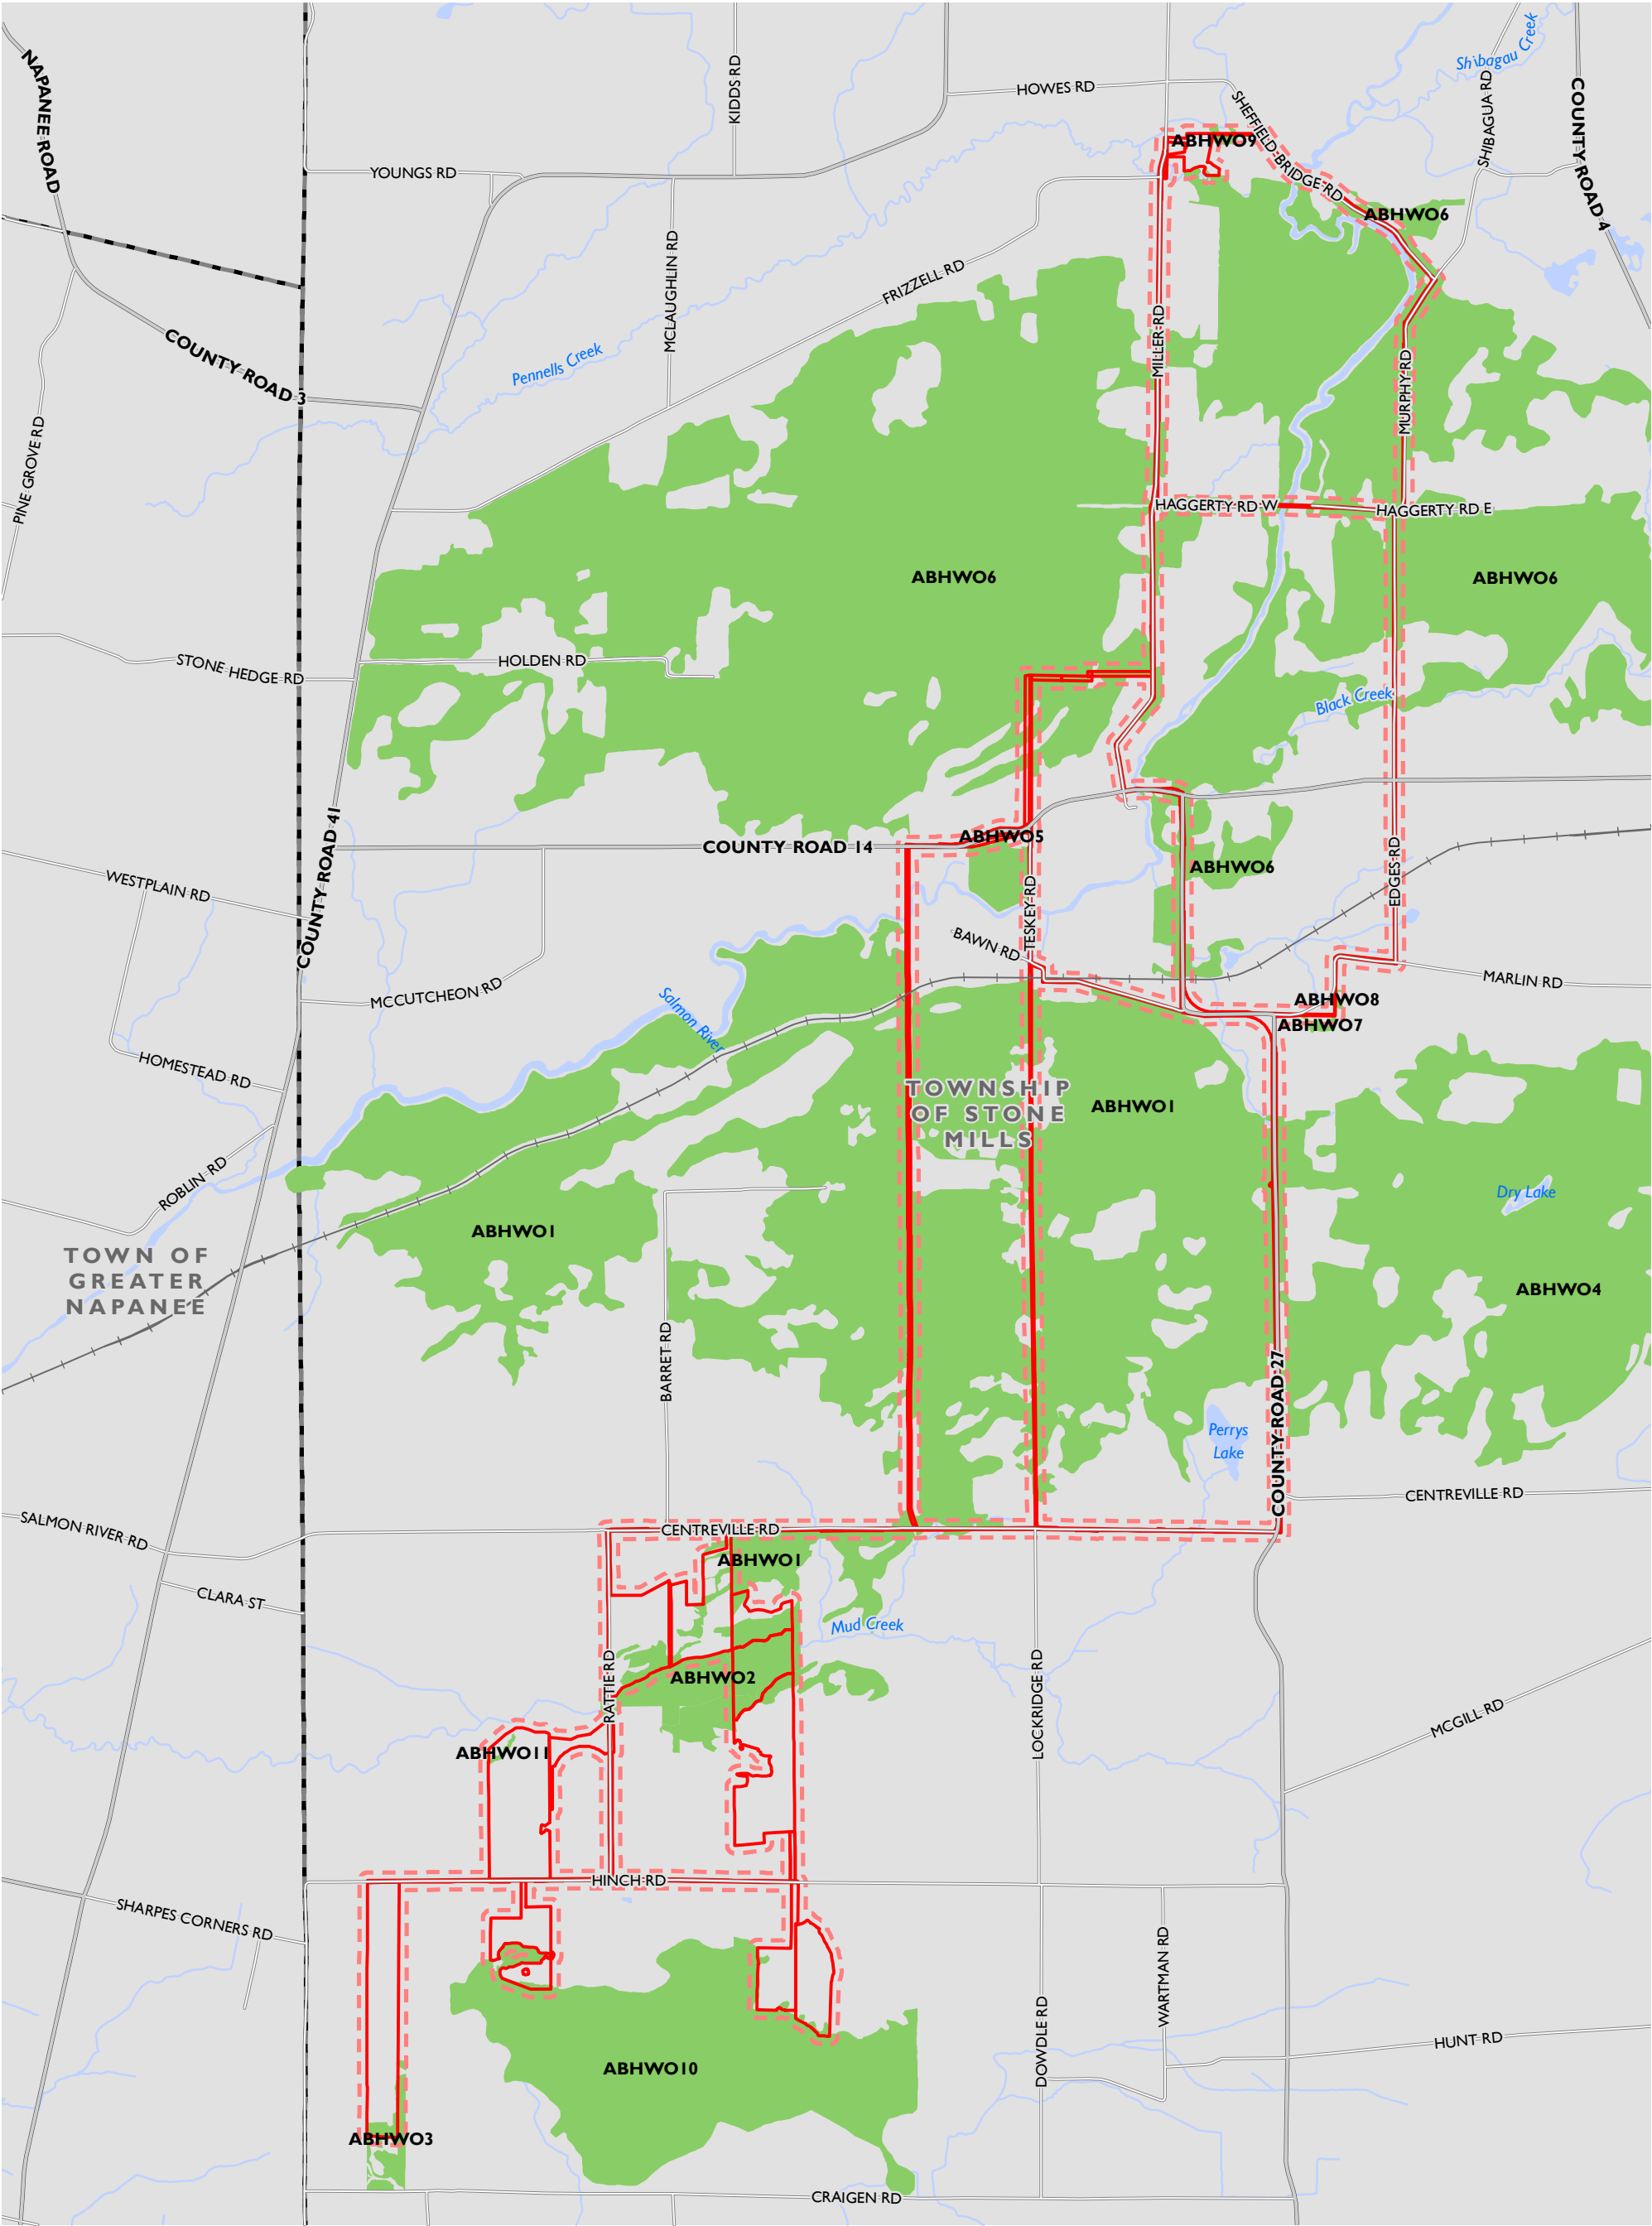 Shibagau Creek
NAPANEE ROAD
KIDDS RD
SHIBAGUA RD
HOWES RD
COUNTY ROAD 4
SHEFFIELD-BRIDGE RD
ABHWO9
YOUNGS RD
ABHWO6
MCLAUGHLIN RD
FRIZZELL RD
MILLER RD
COUNTY ROAD 3
Pennells Creek
MURPHY RD
PINE GROVE RD
HAGGERTY RD W
HAGGERTY RD E
ABHWO6
ABHWO6
STONE HEDGE RD
HOLDEN RD
Black Creek
COUNTY ROAD 41
ABHWO5
COUNTY ROAD 14
ABHWO6
EDGES RD
WESTPLAIN RD
TESKEY RD
BAWN RD
MARLIN RD
MCCUTCHEON RD
ABHWO8
Salmon River
ABHWO7
HOMESTEAD RD
TOWNSHIP
OF STONE
MILLS
ABHWO1
ROBLIN RD
Dry Lake
ABHWO1
TOWN OF
GREATER
NAPANEE
ABHWO4
BARRET RD
COUNTY ROAD 27
Perrys
Lake
CENTREVILLE RD
SALMON RIVER RD
CENTREVILLE RD
ABHWO1
CLARA ST
Mud Creek
RATTIE RD
ABHWO2
LOCKRIDGE RD
MCGILL RD
ABHWO11
HINCH RD
SHARPES CORNERS RD
WARTMAN RD
DOWDLE RD
HUNT RD
ABHWO10
ABHWO3
CRAIGEN RD